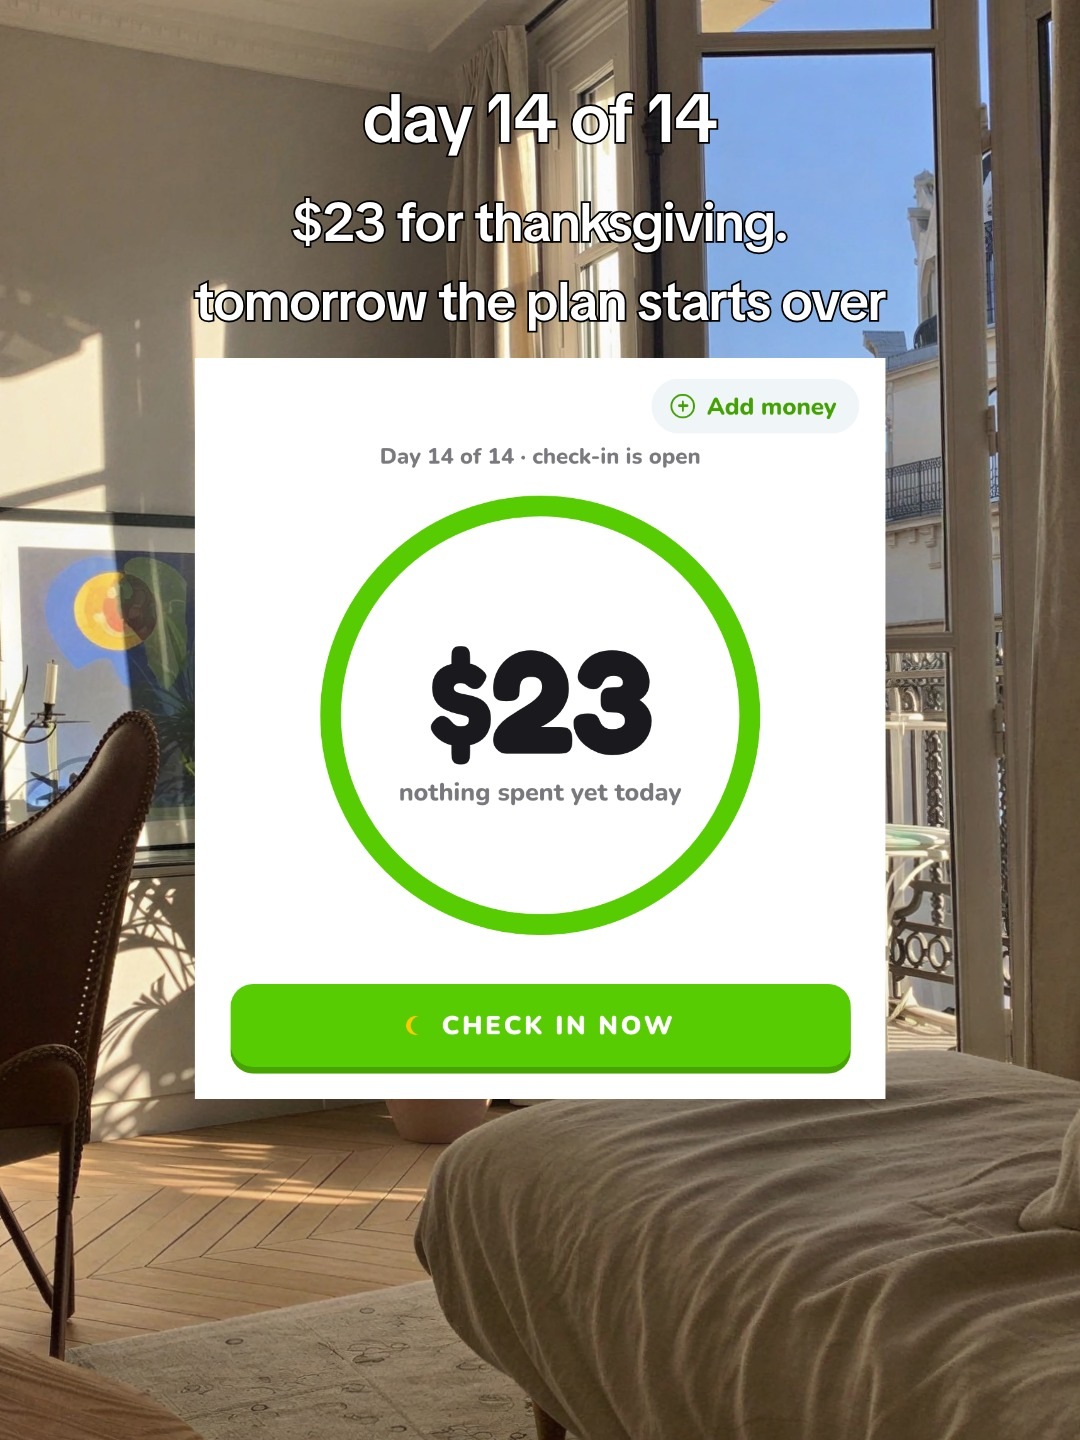 day 14 of 14
$23 for thanksgiving.
tomorrow the plan starts over
Add money
Day 14 of 14 · check-in is open
$23
nothing spent yet today
CHECK IN NOW